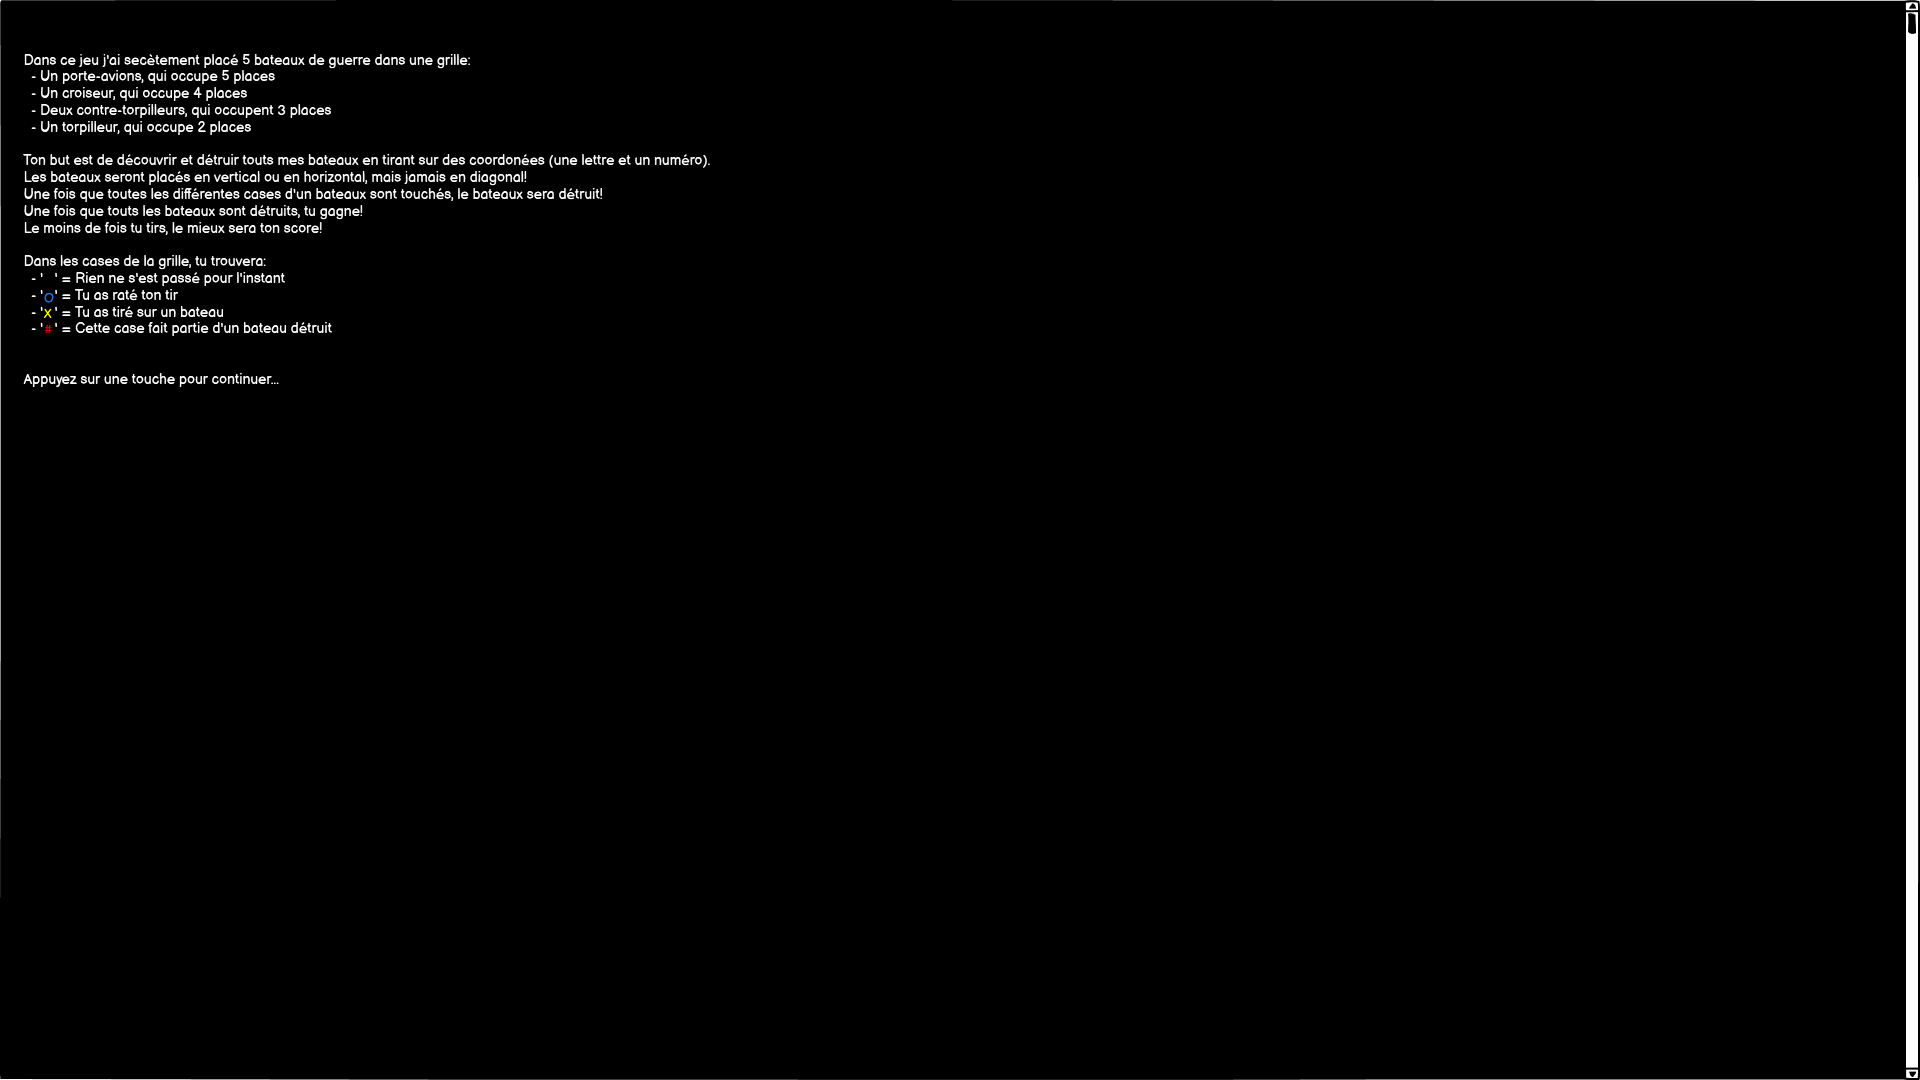 Dans ce jeu j'ai secètement placé 5 bateaux de guerre dans une grille:
- Un porte-avions, qui occupe 5 places
- Un croiseur, qui occupe 4 places
- Deux contre-torpilleurs, qui occupent 3 places
- Un torpilleur, qui occupe 2 places
Ton but est de découvrir et détruir touts mes bateaux en tirant sur des coordonées (une lettre et un numéro).
Les bateaux seront placés en vertical ou en horizontal, mais jamais en diagonal!
Une fois que toutes les différentes cases d'un bateaux sont touchés, le bateaux sera détruit!
Une fois que touts les bateaux sont détruits, tu gagne!
Le moins de fois tu tirs, le mieux sera ton score!
Dans les cases de la grille, tu trouvera:
- ' ' = Rien ne s'est passé pour l'instant
- 'o' = Tu as raté ton tir
- 'x' = Tu as tiré sur un bateau
- '#' = Cette case fait partie d'un bateau détruit
Appuyez sur une touche pour continuer...